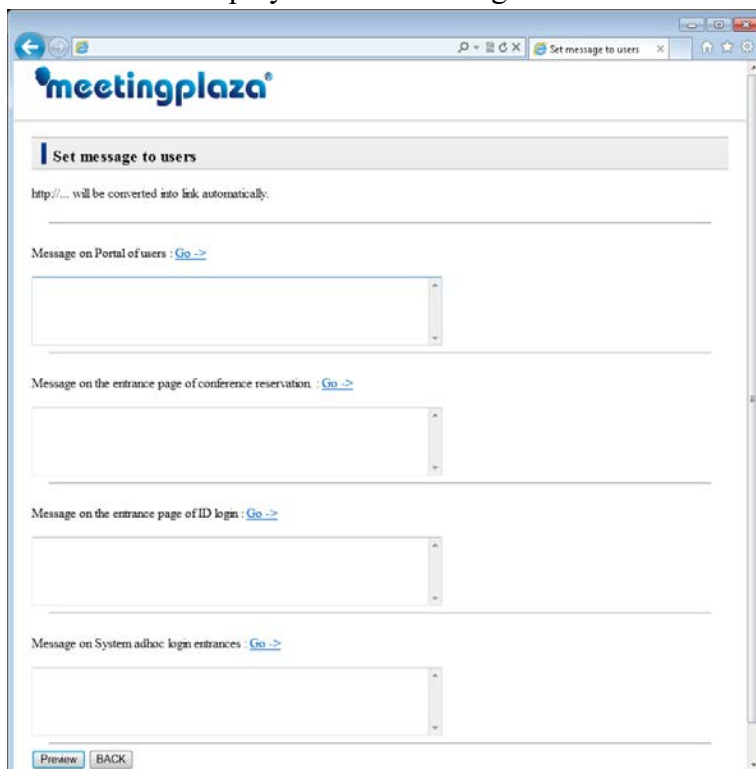 Set message to users
meetingplaza®
Set message to users
http://... will be converted into link automatically.
Message on Portal of users : Go ->
Message on the entrance page of conference reservation. : Go ->
Message on the entrance page of ID login : Go ->
Message on System adhoc login entrances : Go ->
Preview BACK